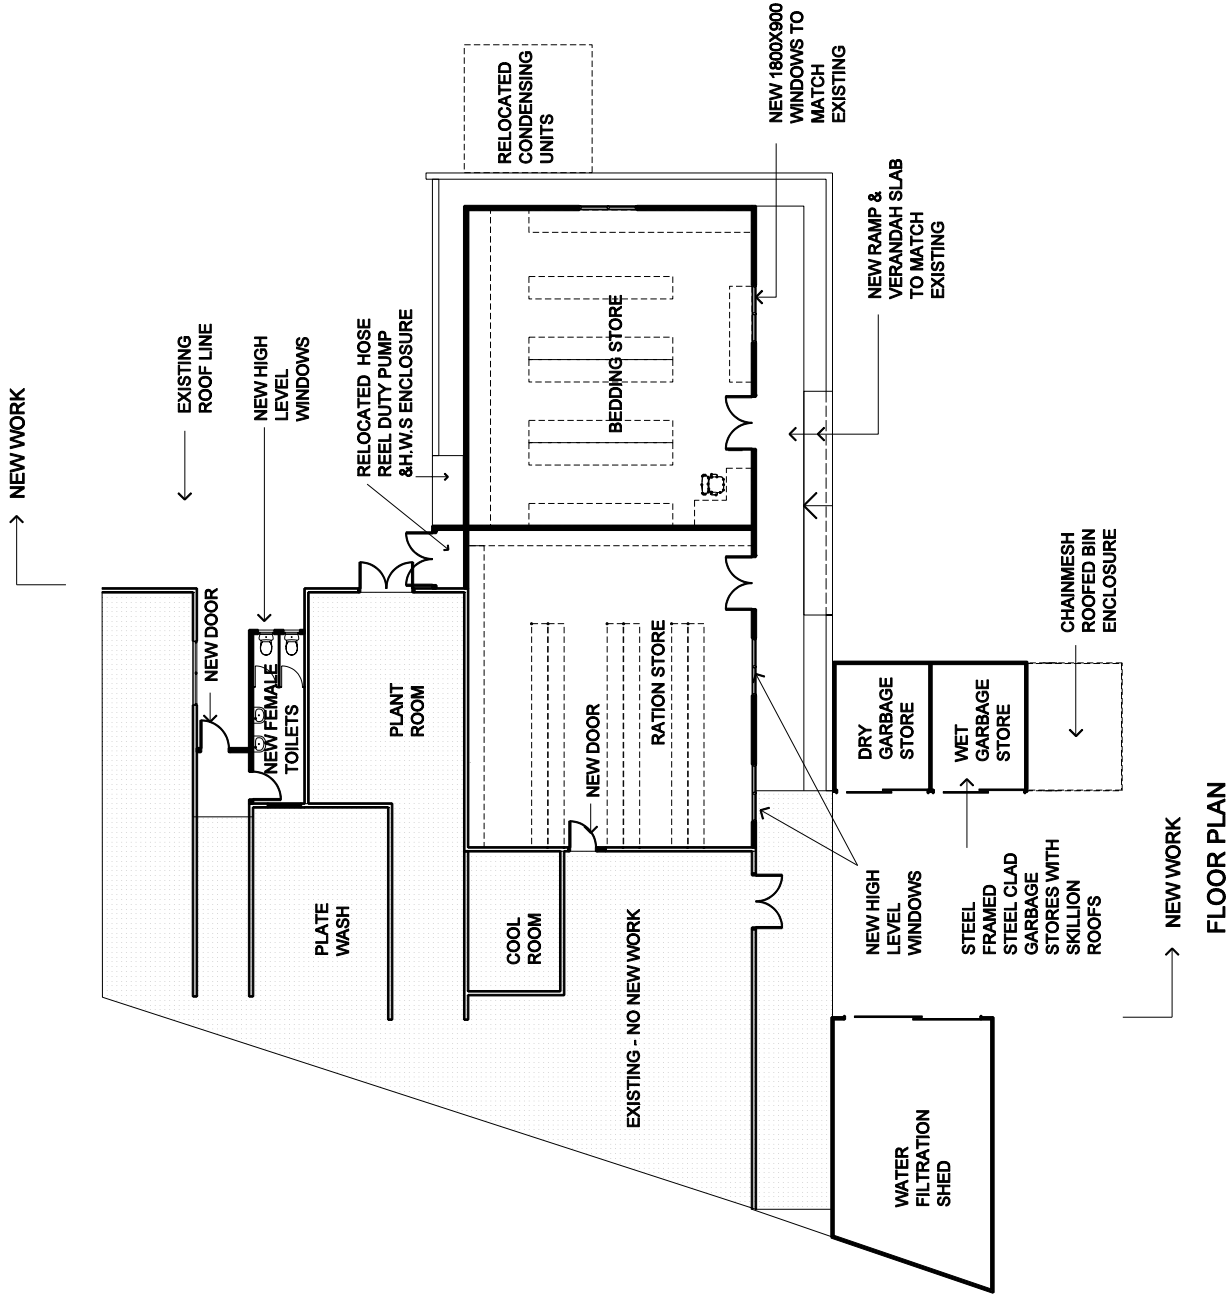 NEW WORK
EXISTING
ROOF LINE
NEW HIGH
LEVEL
WINDOWS
RELOCATED HOSE
REEL DUTY PUMP
&H.W.S ENCLOSURE
RELOCATED
CONDENSING
UNITS
NEW 1800X900
WINDOWS TO
MATCH
EXISTING
NEW RAMP &
VERANDAH SLAB
TO MATCH
EXISTING
BEDDING STORE
NEW DOOR
NEW FEMALE
TOILETS
PLANT
ROOM
RATION STORE
NEW DOOR
DRY
GARBAGE
STORE
WET
GARBAGE
STORE
CHAINMESH
ROOFED BIN
ENCLOSURE
PLATE
WASH
COOL
ROOM
EXISTING - NO NEW WORK
NEW HIGH
LEVEL
WINDOWS
STEEL
FRAMED
STEEL CLAD
GARBAGE
STORES WITH
SKILLION
ROOFS
NEW WORK
WATER
FILTRATION
SHED
FLOOR PLAN